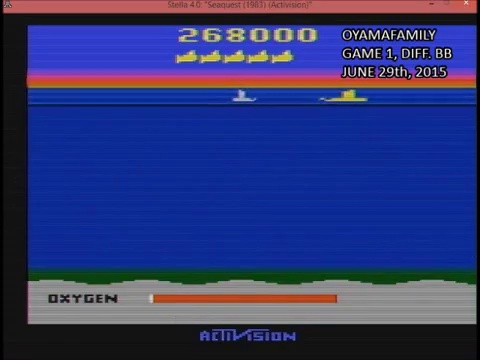 Stella 4.0: "Seaquest (1983) (Activision)"
268000
OYAMAFAMILY
GAME 1, DIFF. BB
JUNE 29th, 2015
OXYGEN
ACTIVISION